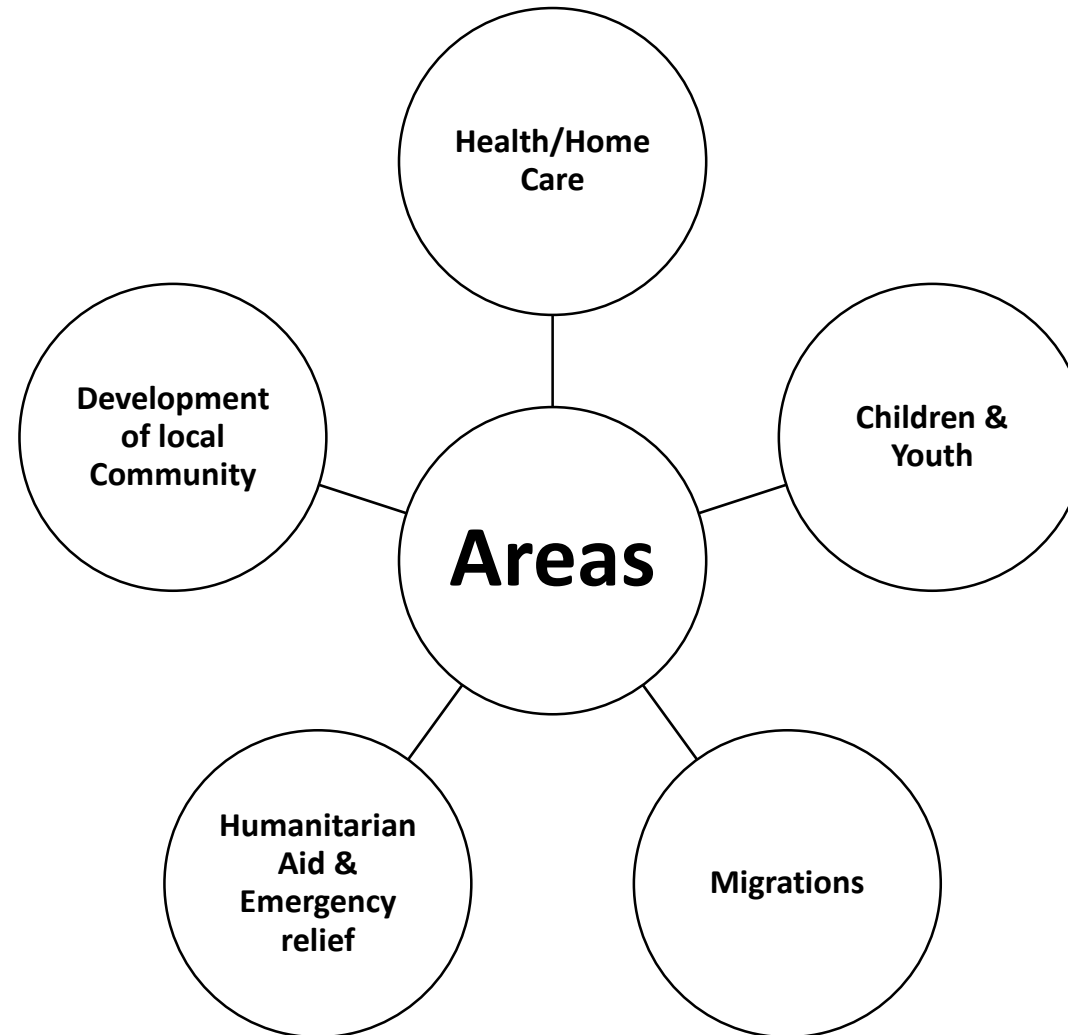 Health/Home
Care
Development
of local
Community
Children &
Youth
Areas
Humanitarian
Aid &
Emergency
relief
Migrations